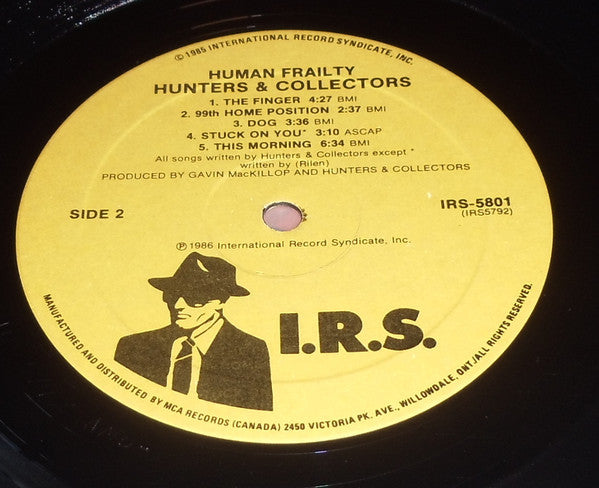 © 1985 INTERNATIONAL RECORD SYNDICATE, INC.
HUMAN FRAILTY
HUNTERS & COLLECTORS
1. THE FINGER 4:27 BMI
2. 99th HOME POSITION 2:37 BMI
3. DOG 3:36 BMI
4. STUCK ON YOU* 3:10 ASCAP
5. THIS MORNING 6:34 BMI
All songs written by Hunters & Collectors except *
written by (Rilen)
PRODUCED BY GAVIN MacKILLOP AND HUNTERS & COLLECTORS
SIDE 2
IRS-5801
(IRS5792)
℗ 1986 International Record Syndicate, Inc.
I.R.S.
MANUFACTURED AND DISTRIBUTED BY MCA RECORDS (CANADA) 2450 VICTORIA PK. AVE., WILLOWDALE, ONT./ALL RIGHTS RESERVED.